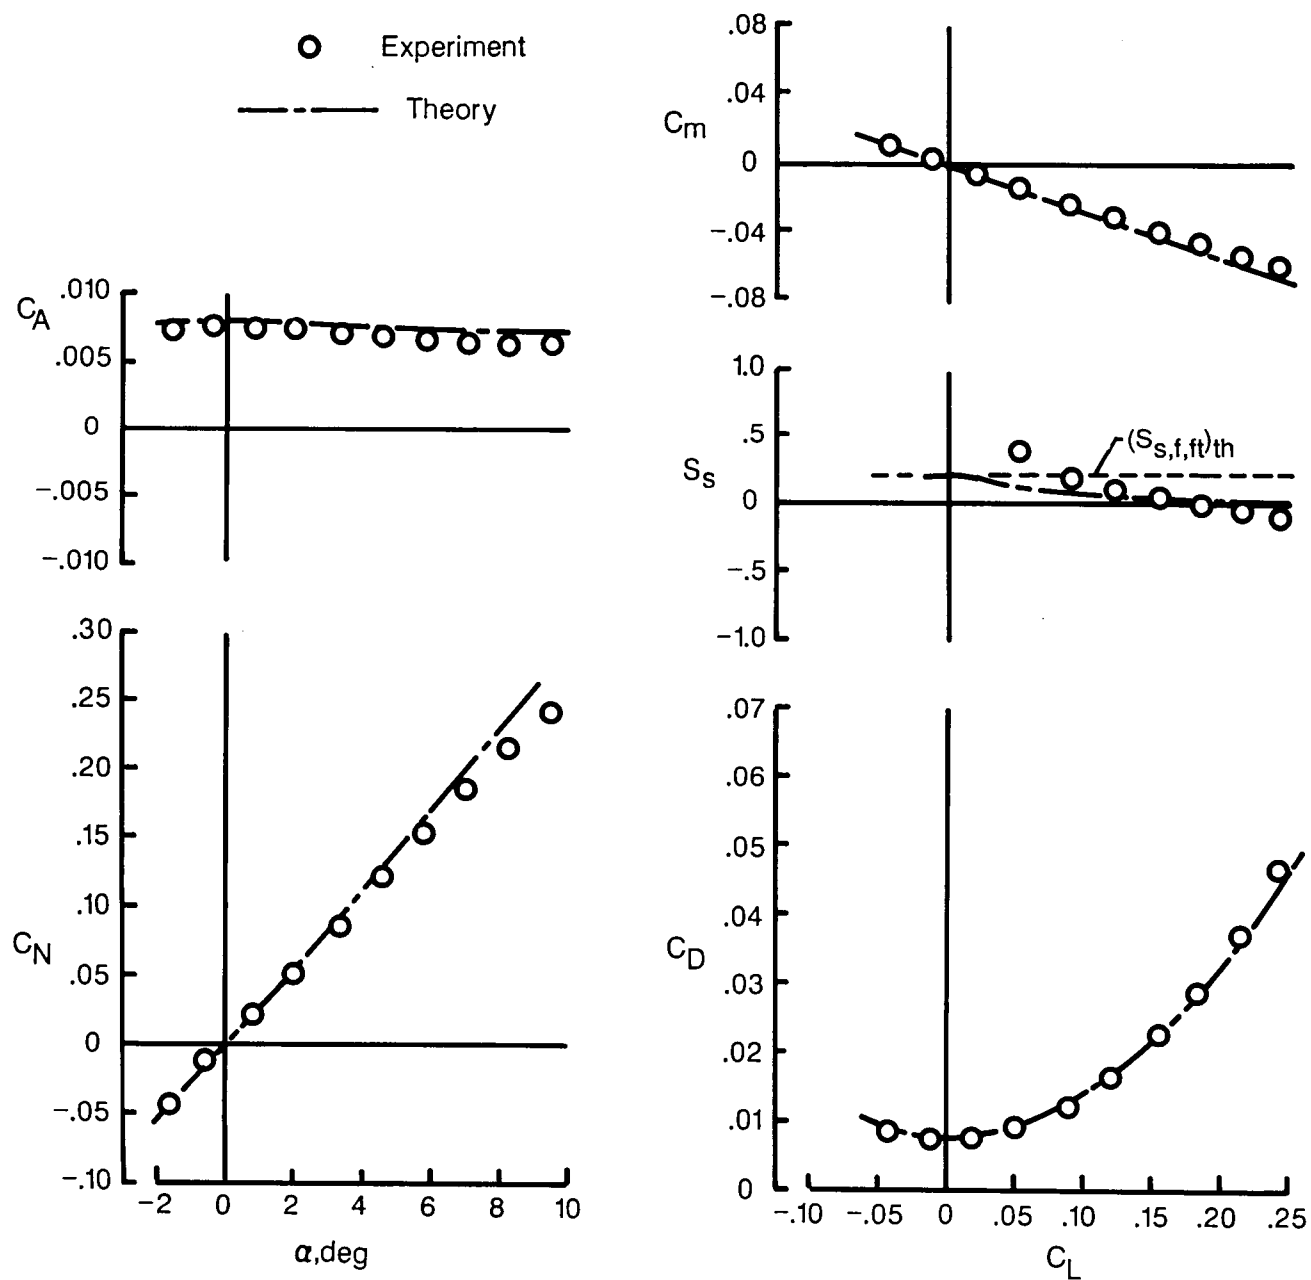 Experiment
Theory
C_A
.010
.005
0
-.005
-.010
C_N
.30
.25
.20
.15
.10
.05
0
-.05
-.10
-2 0 2 4 6 8 10
α,deg
C_m
.08
.04
0
-.04
-.08
S_s
1.0
.5
0
-.5
-1.0
(S_s,f,ft)_th
C_D
.07
.06
.05
.04
.03
.02
.01
0
-.10 -.05 0 .05 .10 .15 .20 .25
C_L